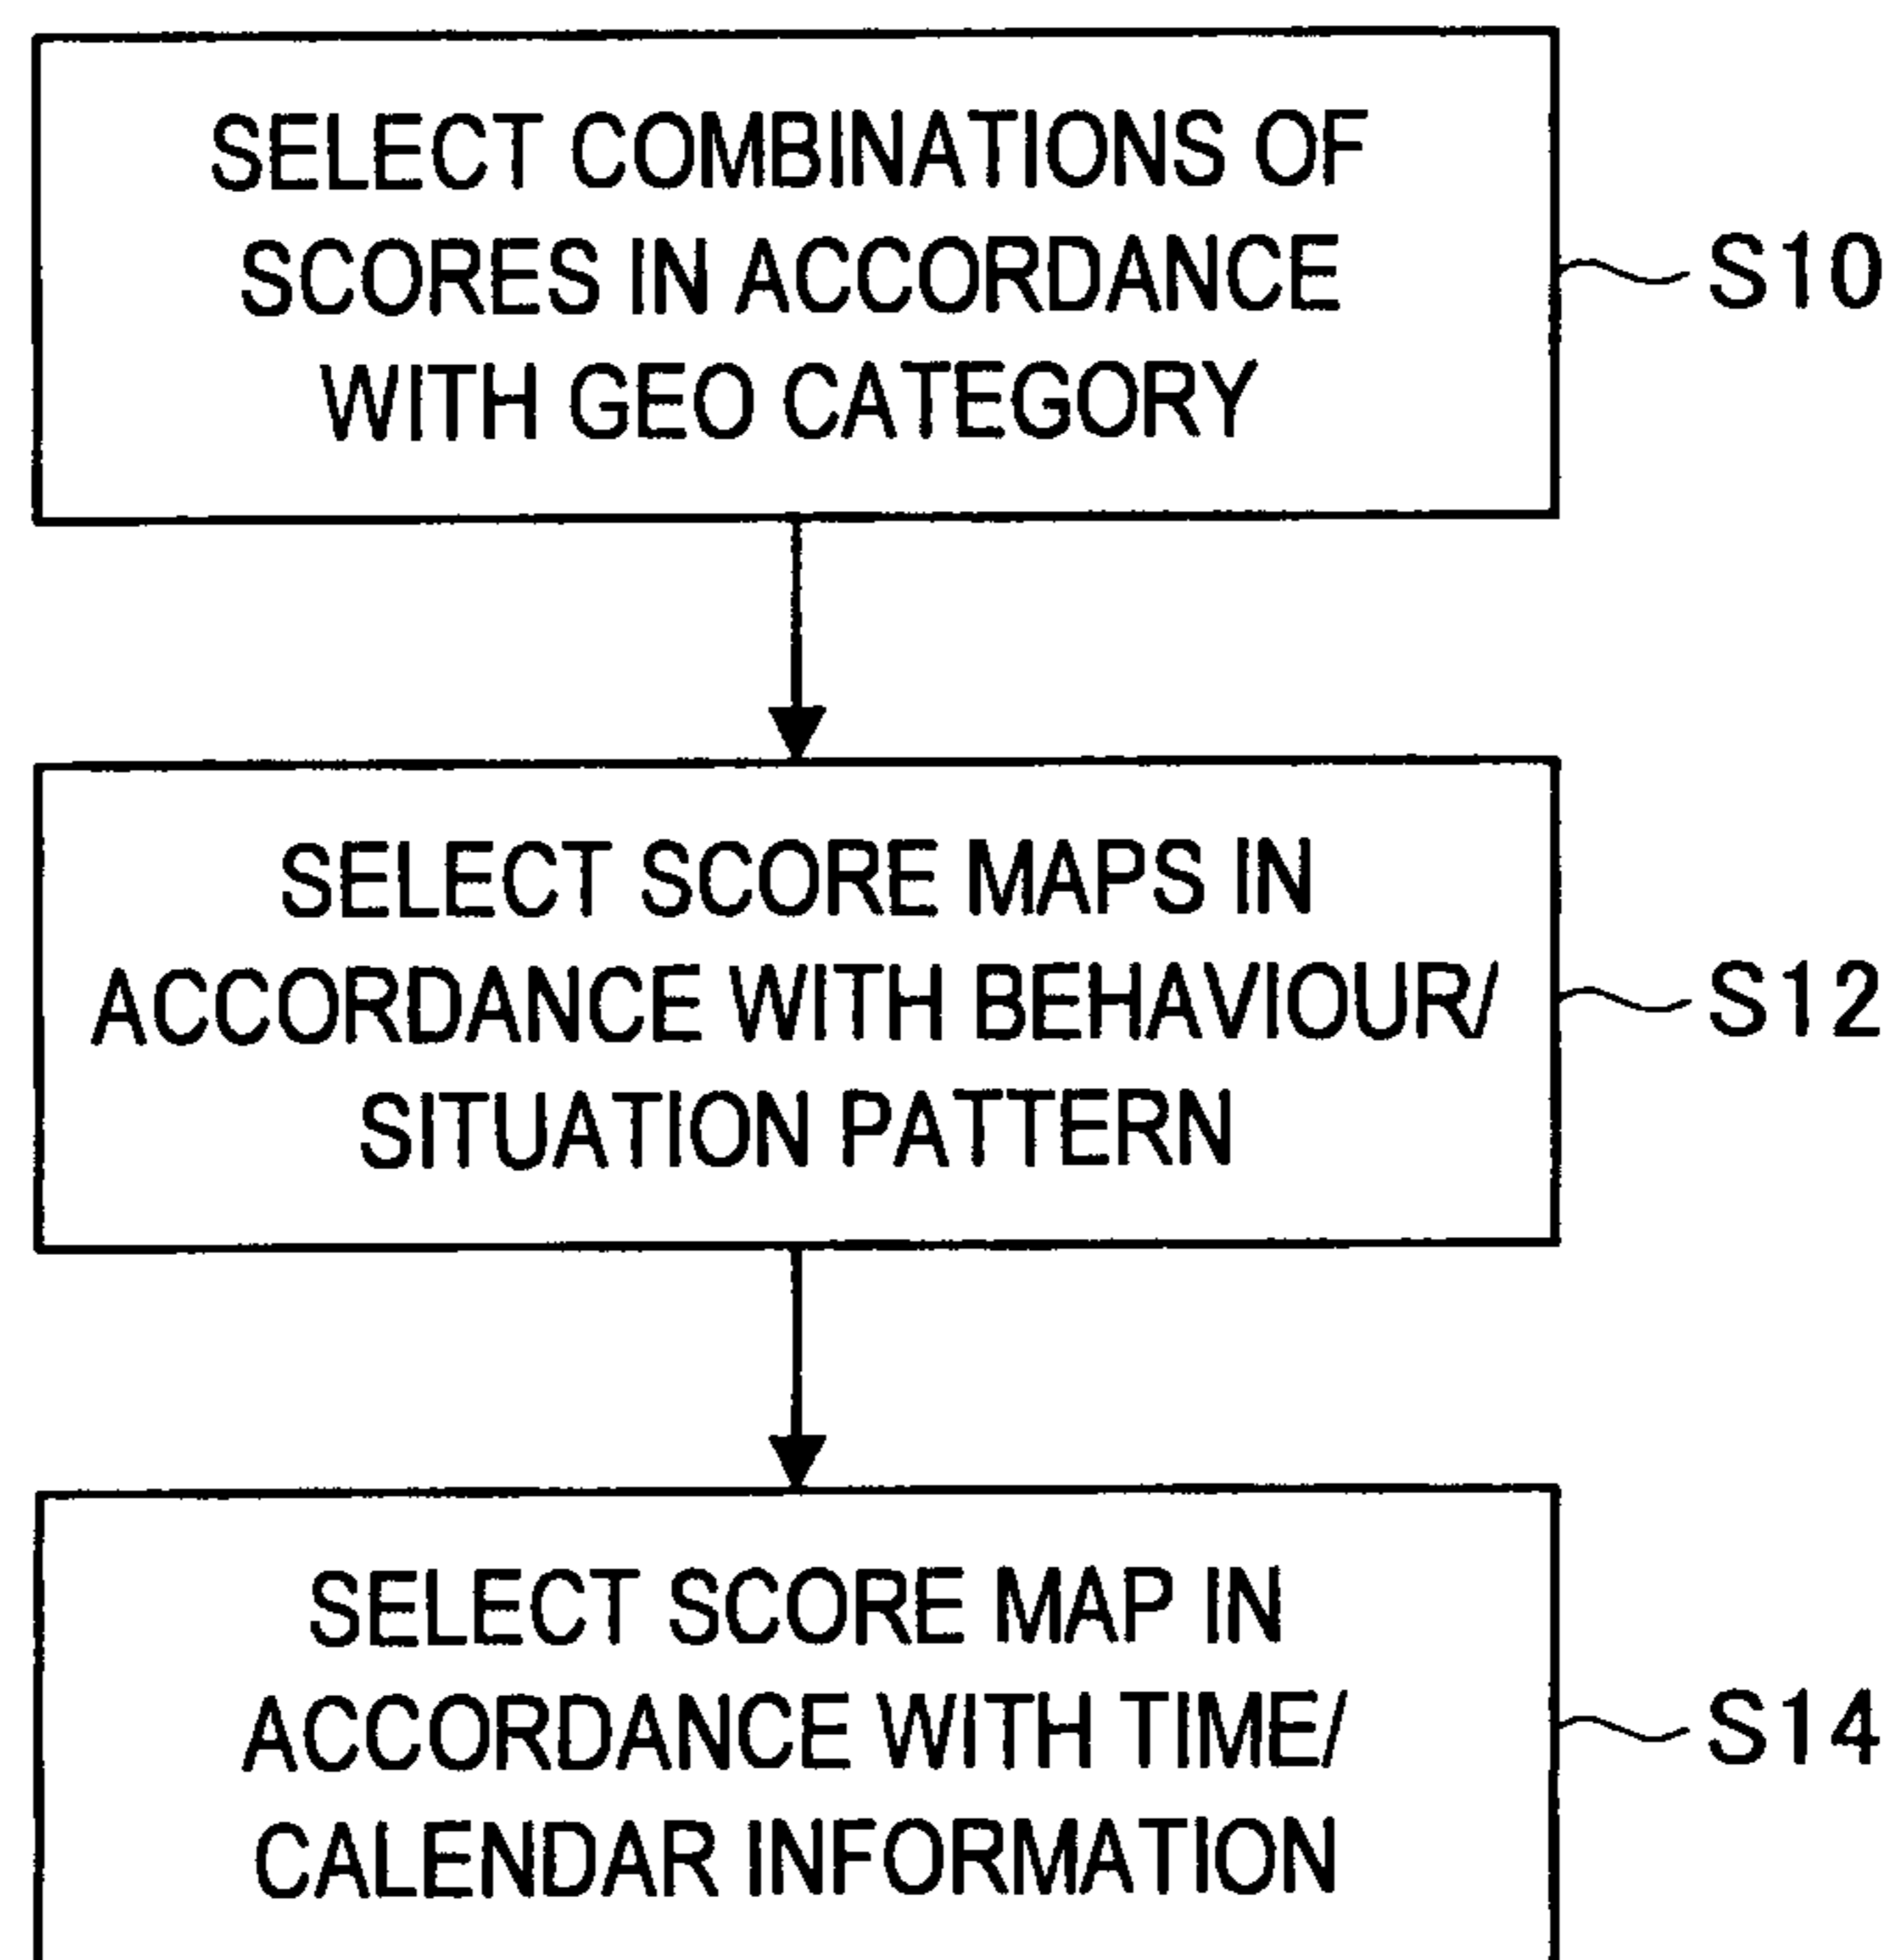 SELECT COMBINATIONS OF
SCORES IN ACCORDANCE
WITH GEO CATEGORY
S10
SELECT SCORE MAPS IN
ACCORDANCE WITH BEHAVIOUR/
SITUATION PATTERN
S12
SELECT SCORE MAP IN
ACCORDANCE WITH TIME/
CALENDAR INFORMATION
S14